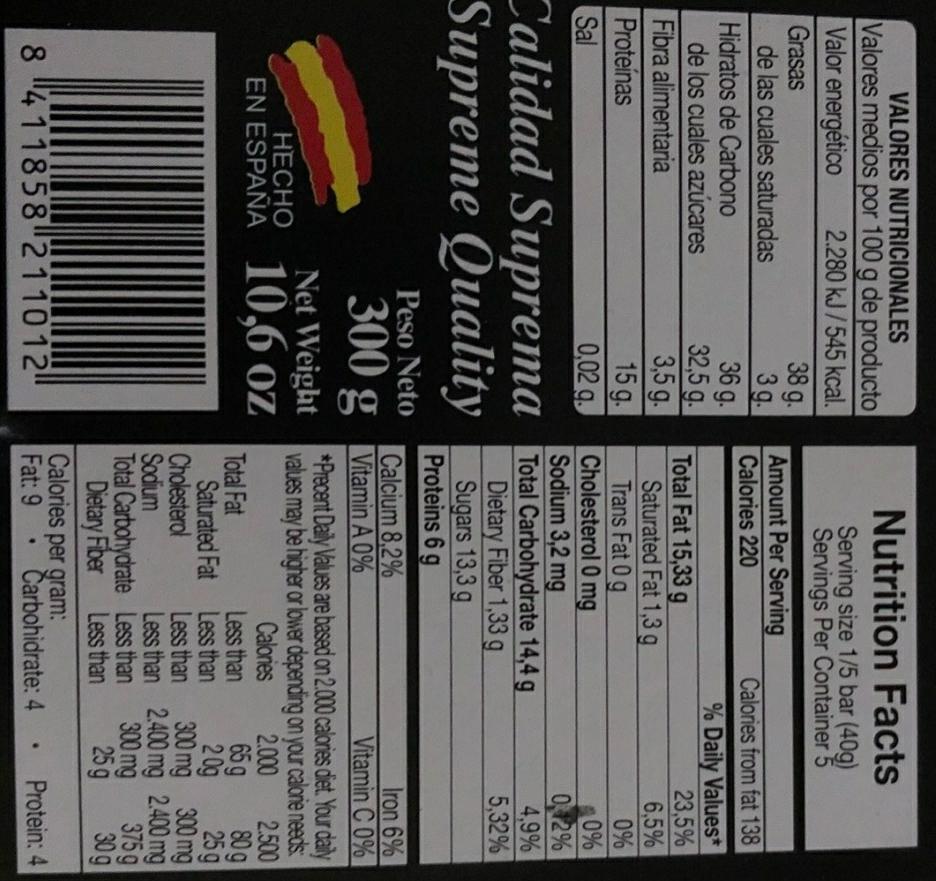 VALORES NUTRICIONALES
Valores medios por 100 g de producto
Valor energético 2.280 kJ / 545 kcal.
Grasas 38 g.
de las cuales saturadas 3 g.
Hidratos de Carbono 36 g.
de los cuales azúcares 32,5 g.
Fibra alimentaria 3,5 g.
Proteínas 15 g.
Sal 0,02 g.
Calidad Suprema
Supreme Quality
HECHO
EN ESPAÑA
Peso Neto
300 g
Net Weight
10,6 oz
8 411858 211012
Nutrition Facts
Serving size 1/5 bar (40g)
Servings Per Container 5
Amount Per Serving
Calories 220 Calories from fat 138
% Daily Values*
Total Fat 15,33 g 23,5%
Saturated Fat 1,3 g 6,5%
Trans Fat 0 g 0%
Cholesterol 0 mg 0%
Sodium 3,2 mg
Total Carbohydrate 14,4 g 4,9%
Dietary Fiber 1,33 g 5,32%
Sugars 13,3 g
Proteins 6 g
Calcium 8,2% Iron 6%
Vitamin A 0% Vitamin C 0%
*Precent Daily Values are based on 2.000 calories diet. Your daily
values may be higher or lower depending on your calorie needs:
Calories 2.000 2.500
Total Fat Less than 65 g 80 g
Saturated Fat Less than 2 0g 25 g
Cholesterol Less than 300 mg 300 mg
Sodium Less than 2.400 mg 2.400 mg
Total Carbohydrate Less than 300 mg 375 g
Dietary Fiber Less than 25 g 30 g
Calories per gram:
Fat: 9 • Carbohidrate: 4 • Protein: 4